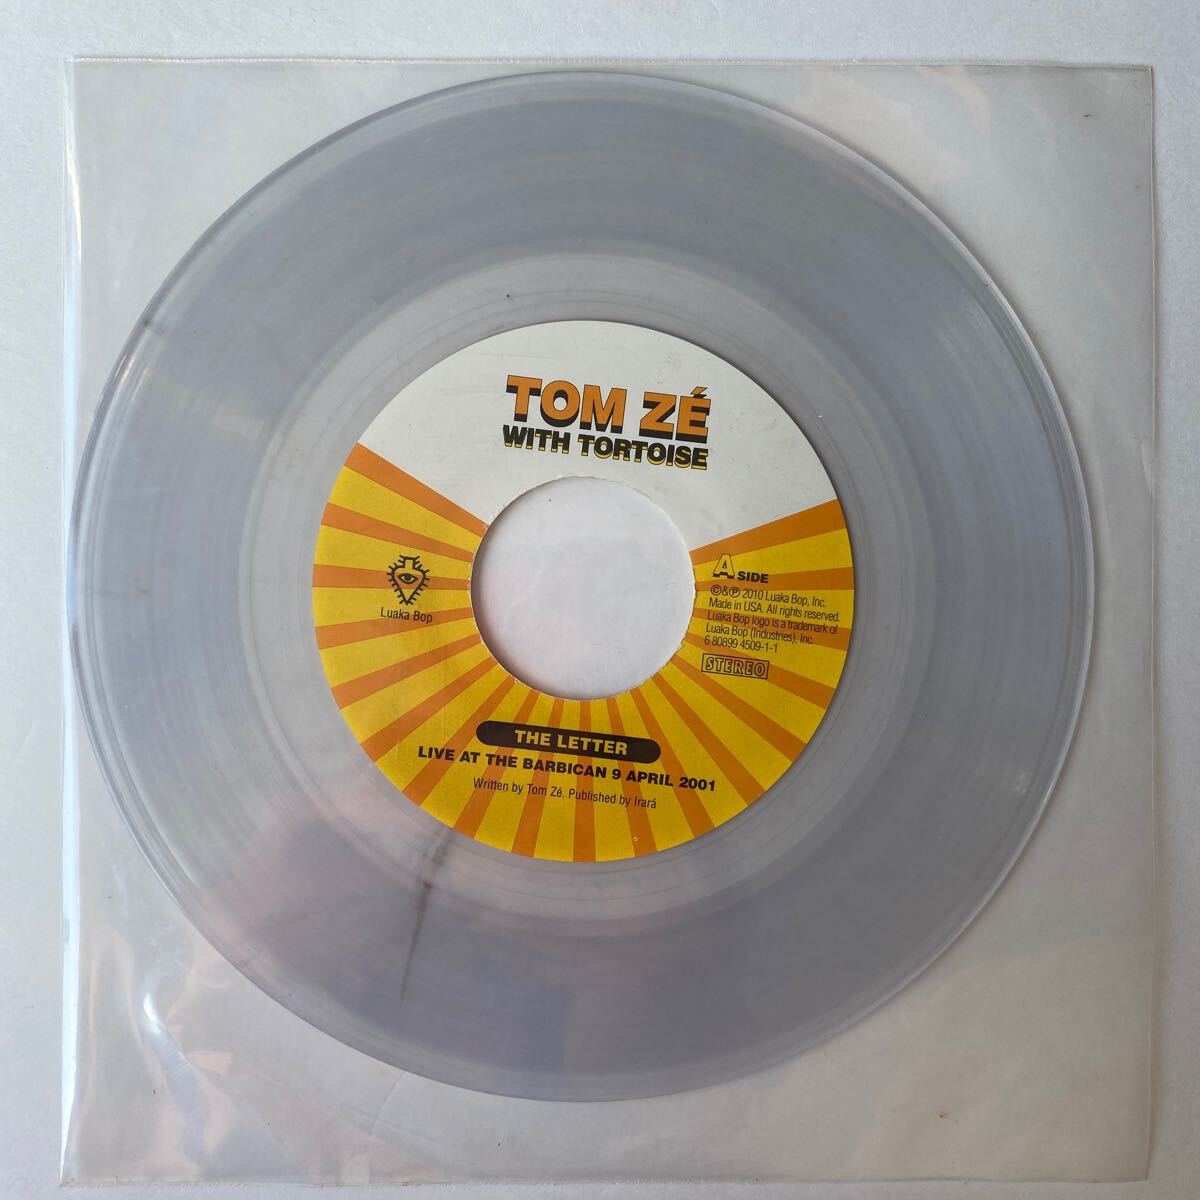 TOM ZÉ
WITH TORTOISE
Luaka Bop
A SIDE
©&℗ 2010 Luaka Bop, Inc.
Made in USA. All rights reserved.
Luaka Bop logo is a trademark of
Luaka Bop (Industries), Inc.
6 80899 4509-1-1
STEREO
THE LETTER
LIVE AT THE BARBICAN 9 APRIL 2001
Written by Tom Zé. Published by Irará